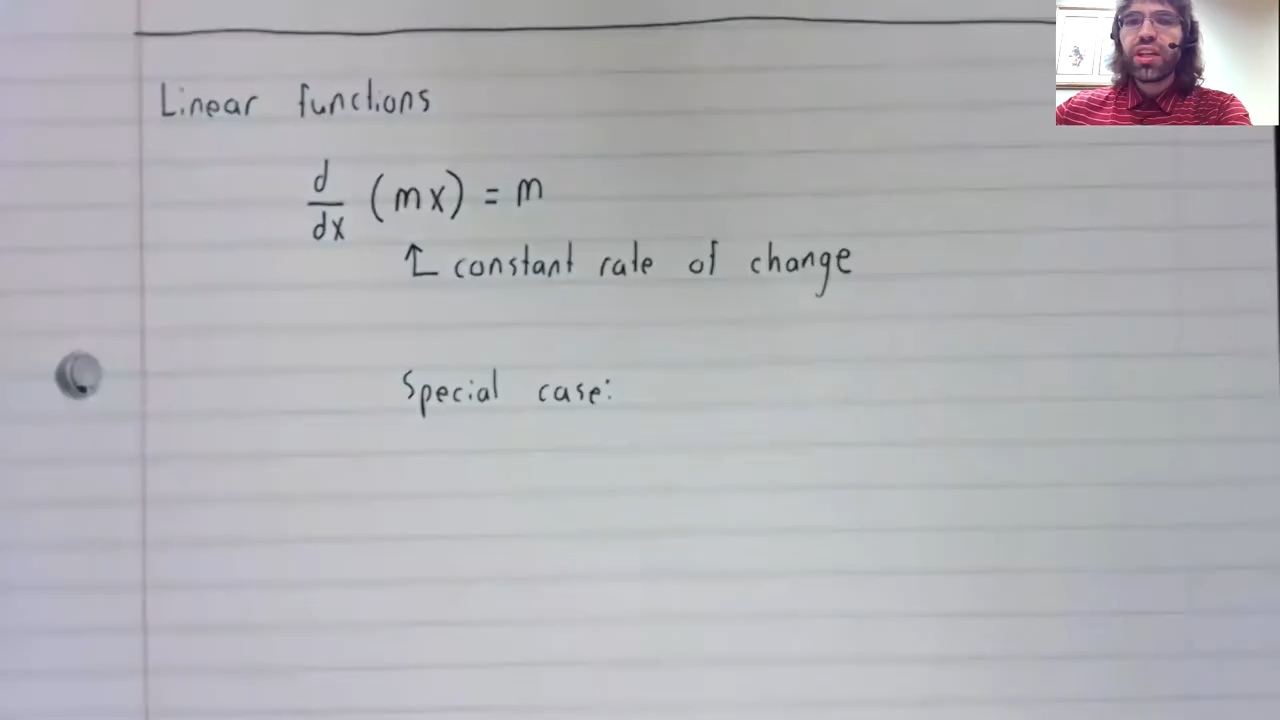 Linear functions
d/dx (mx) = m
↑ constant rate of change
Special case: